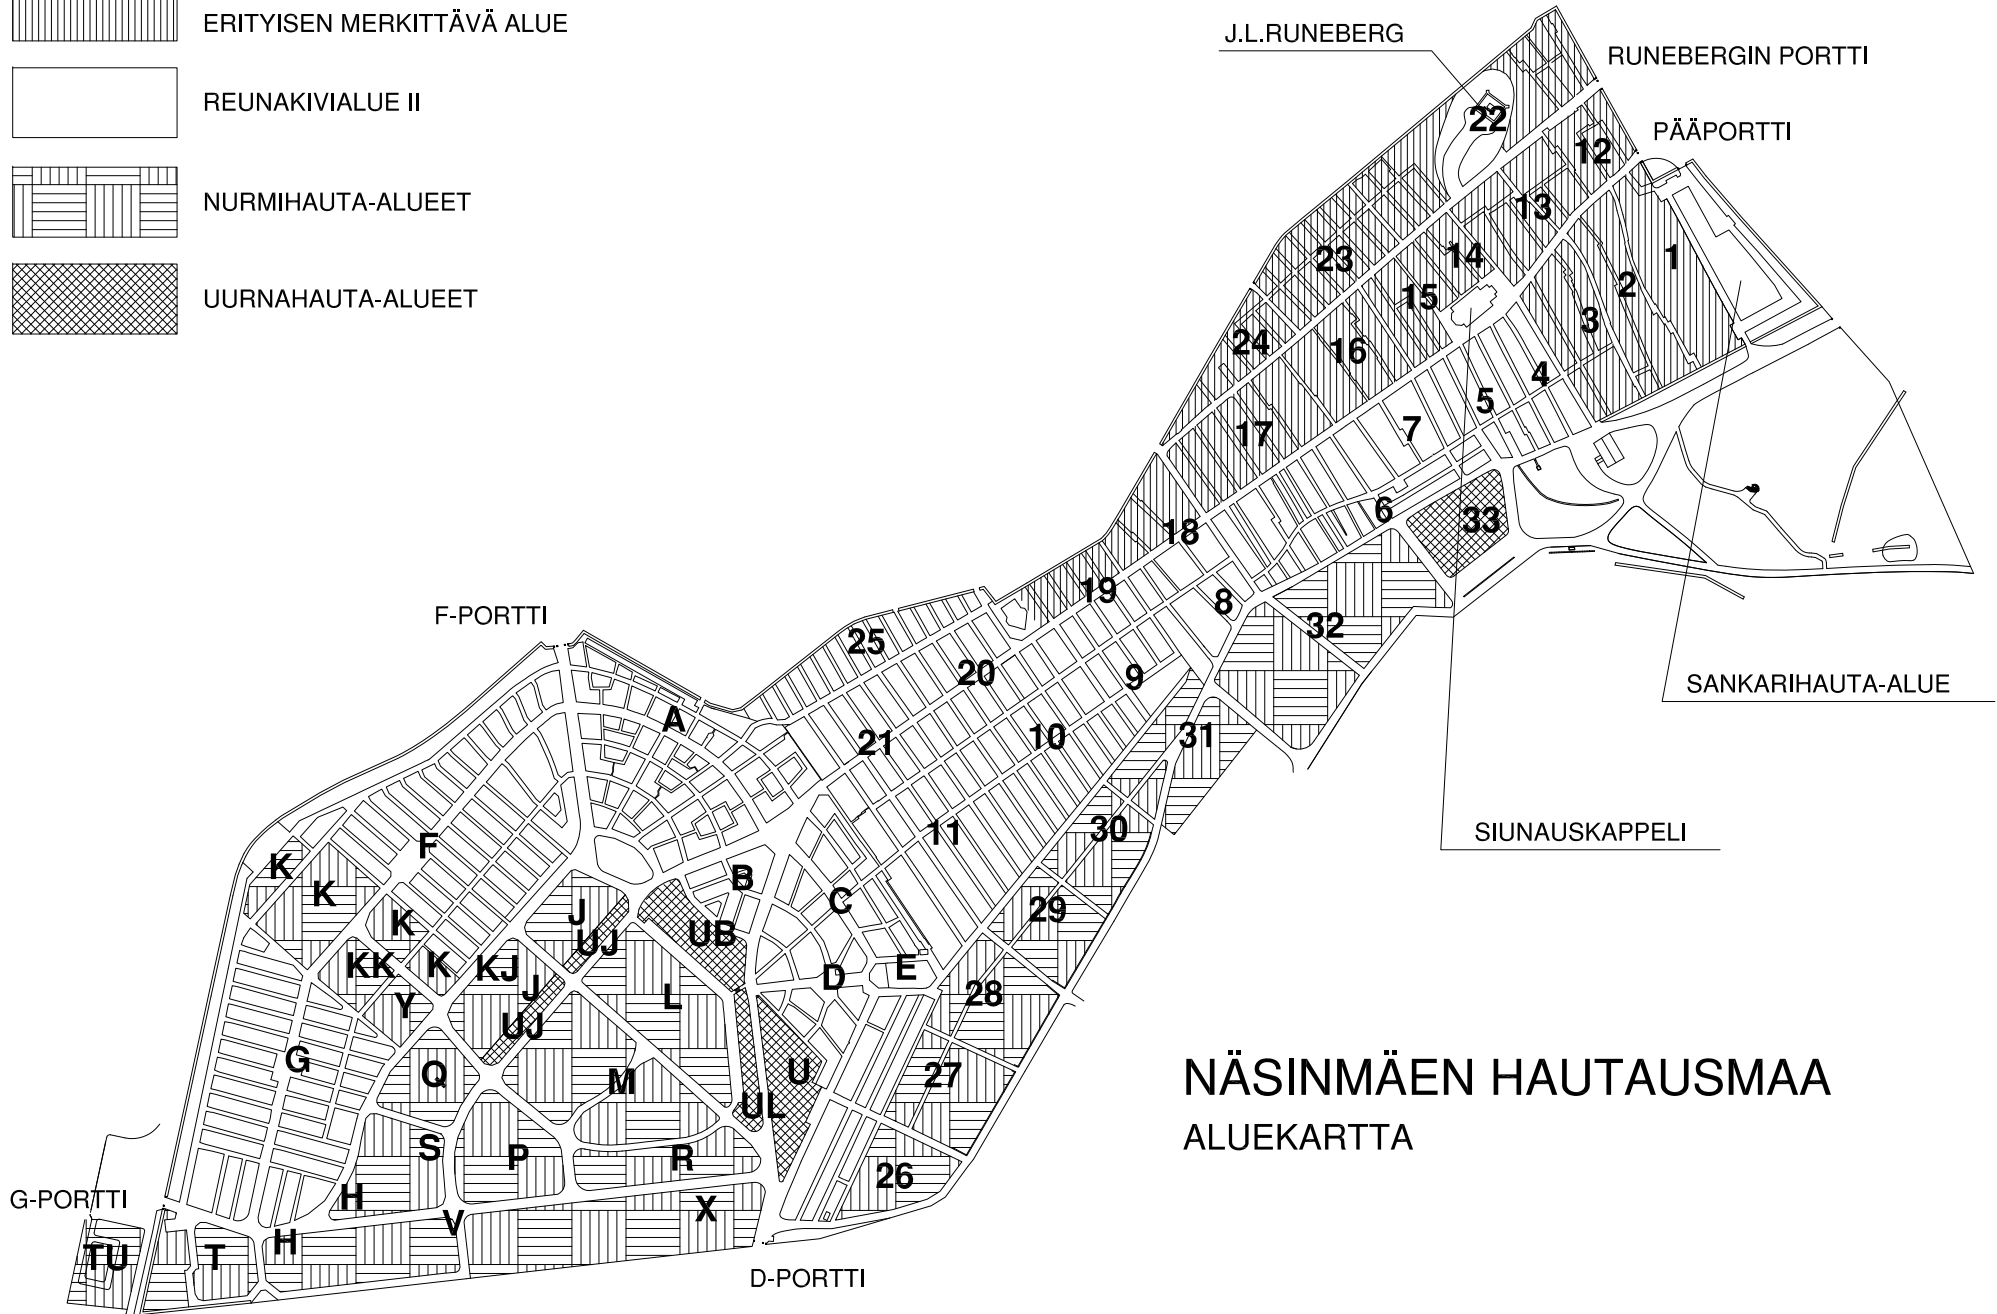 ERITYISEN MERKITTÄVÄ ALUE
REUNAKIVIALUE II
NURMIHAUTA-ALUEET
UURNAHAUTA-ALUEET
J.L.RUNEBERG
RUNEBERGIN PORTTI
PÄÄPORTTI
22
12
13
14
23
15
1
2
3
24
16
4
5
7
17
6
33
18
19
8
32
25
20
9
SANKARIHAUTA-ALUE
F-PORTTI
A
21
10
31
SIUNAUSKAPPELI
11
30
F
K
K
B
C
29
J
K
UJ
UB
KK
K
KJ
D
E
28
J
L
Y
UJ
G
Q
M
U
27
UL
S
P
R
26
NÄSINMÄEN HAUTAUSMAA
ALUEKARTTA
G-PORTTI
H
V
X
TU
T
H
D-PORTTI